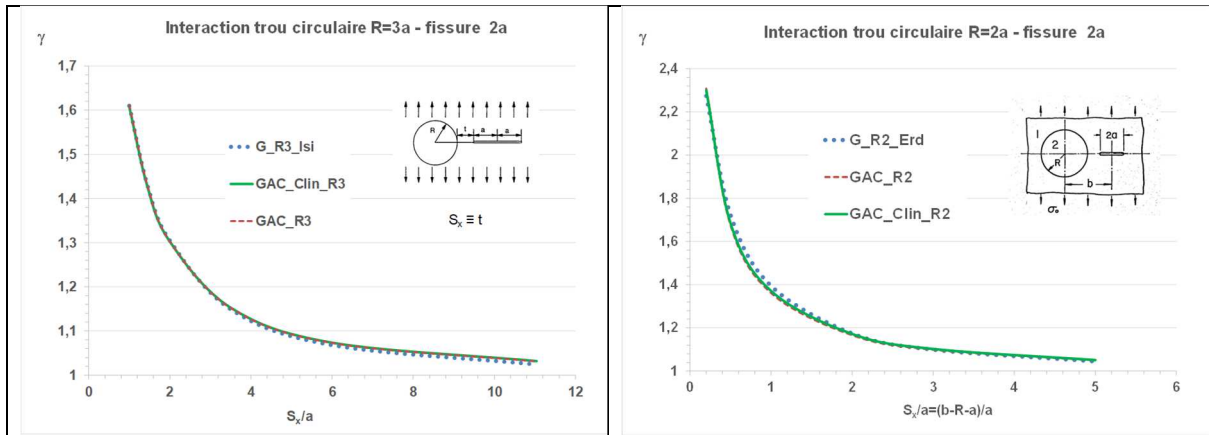 Interaction trou circulaire R=3a - fissure 2a
γ
1,7
1,6
1,5
1,4
1,3
1,2
1,1
1
0
2
4
6
8
10
12
Sx/a
G_R3_Isi
GAC_Clin_R3
GAC_R3
R
t
a
a
Sx ≡ t
Interaction trou circulaire R=2a - fissure 2a
γ
2,4
2,2
2
1,8
1,6
1,4
1,2
1
0
1
2
3
4
5
6
Sx/a=(b-R-a)/a
G_R2_Erd
GAC_R2
GAC_Clin_R2
1
2
2a
R
b
σo